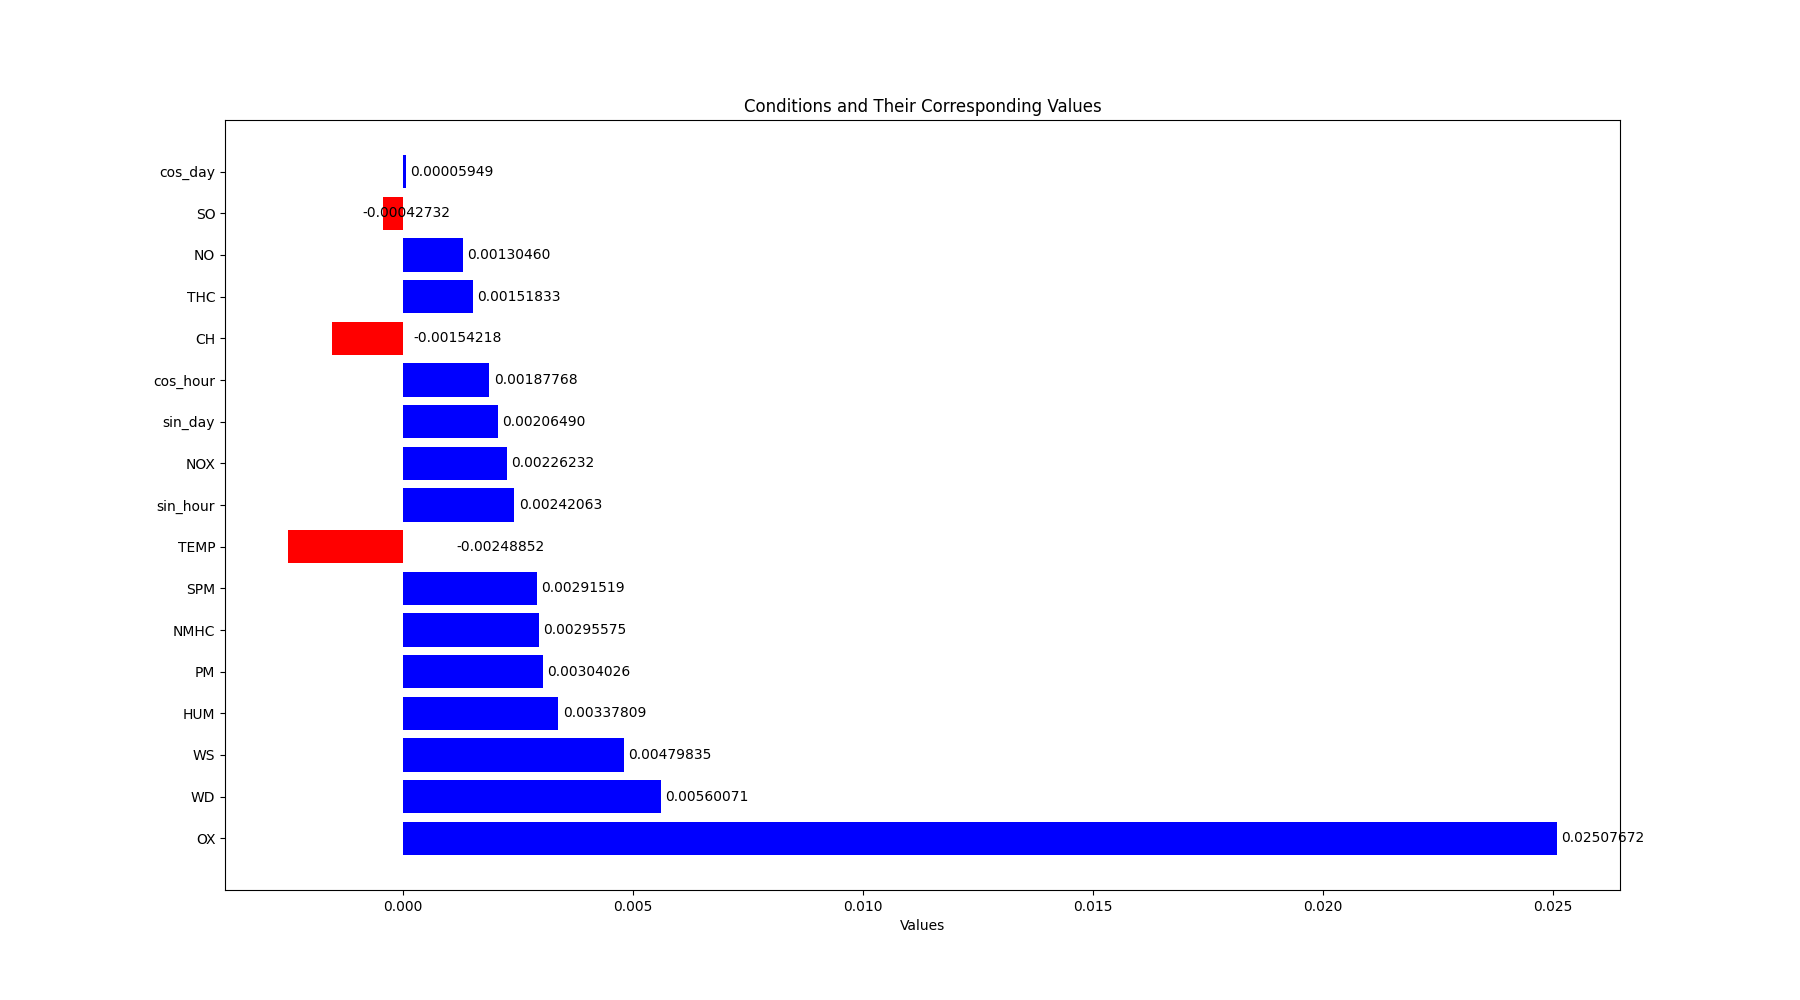 Conditions and Their Corresponding Values
cos_day 0.00005949
SO -0.00042732
NO 0.00130460
THC 0.00151833
CH -0.00154218
cos_hour 0.00187768
sin_day 0.00206490
NOX 0.00226232
sin_hour 0.00242063
TEMP -0.00248852
SPM 0.00291519
NMHC 0.00295575
PM 0.00304026
HUM 0.00337809
WS 0.00479835
WD 0.00560071
OX 0.02507672
0.000 0.005 0.010 0.015 0.020 0.025
Values